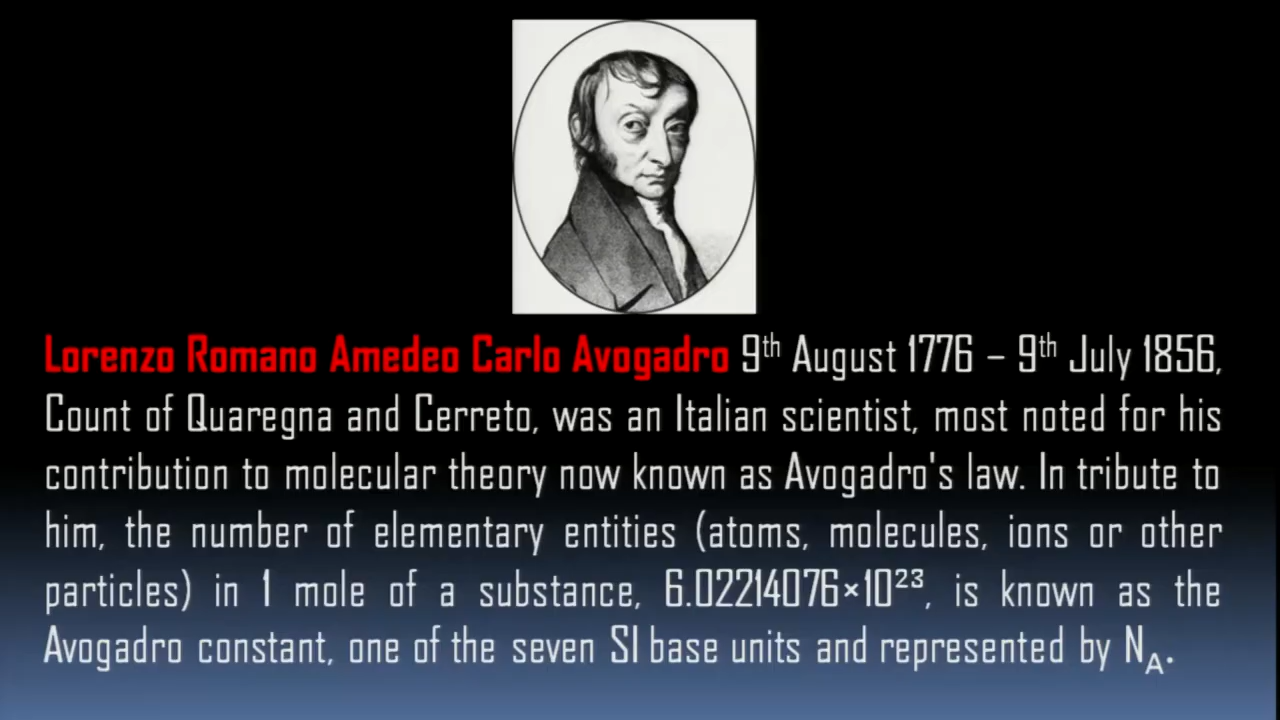 Lorenzo Romano Amedeo Carlo Avogadro 9th August 1776 – 9th July 1856,
Count of Quaregna and Cerreto, was an Italian scientist, most noted for his
contribution to molecular theory now known as Avogadro's law. In tribute to
him, the number of elementary entities (atoms, molecules, ions or other
particles) in 1 mole of a substance, 6.02214076×10²³, is known as the
Avogadro constant, one of the seven SI base units and represented by N_A.